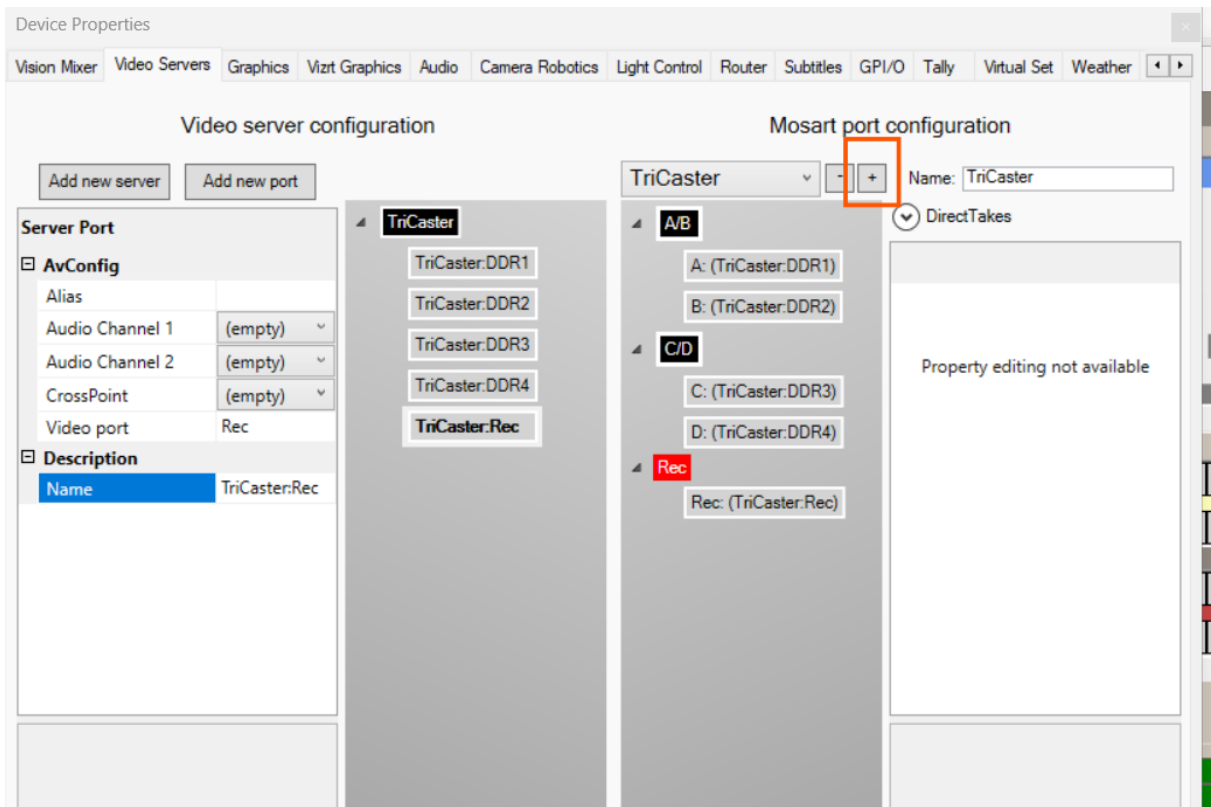 Device Properties
Vision Mixer Video Servers Graphics Vizrt Graphics Audio Camera Robotics Light Control Router Subtitles GPI/O Tally Virtual Set Weather
Video server configuration
Mosart port configuration
Add new server Add new port
TriCaster - + Name: TriCaster
DirectTakes
Server Port
AvConfig
Alias
Audio Channel 1 (empty)
Audio Channel 2 (empty)
CrossPoint (empty)
Video port Rec
Description
Name TriCaster:Rec
TriCaster
TriCaster:DDR1
TriCaster:DDR2
TriCaster:DDR3
TriCaster:DDR4
TriCaster:Rec
A/B
A: (TriCaster:DDR1)
B: (TriCaster:DDR2)
C/D
C: (TriCaster:DDR3)
D: (TriCaster:DDR4)
Rec
Rec: (TriCaster:Rec)
Property editing not available